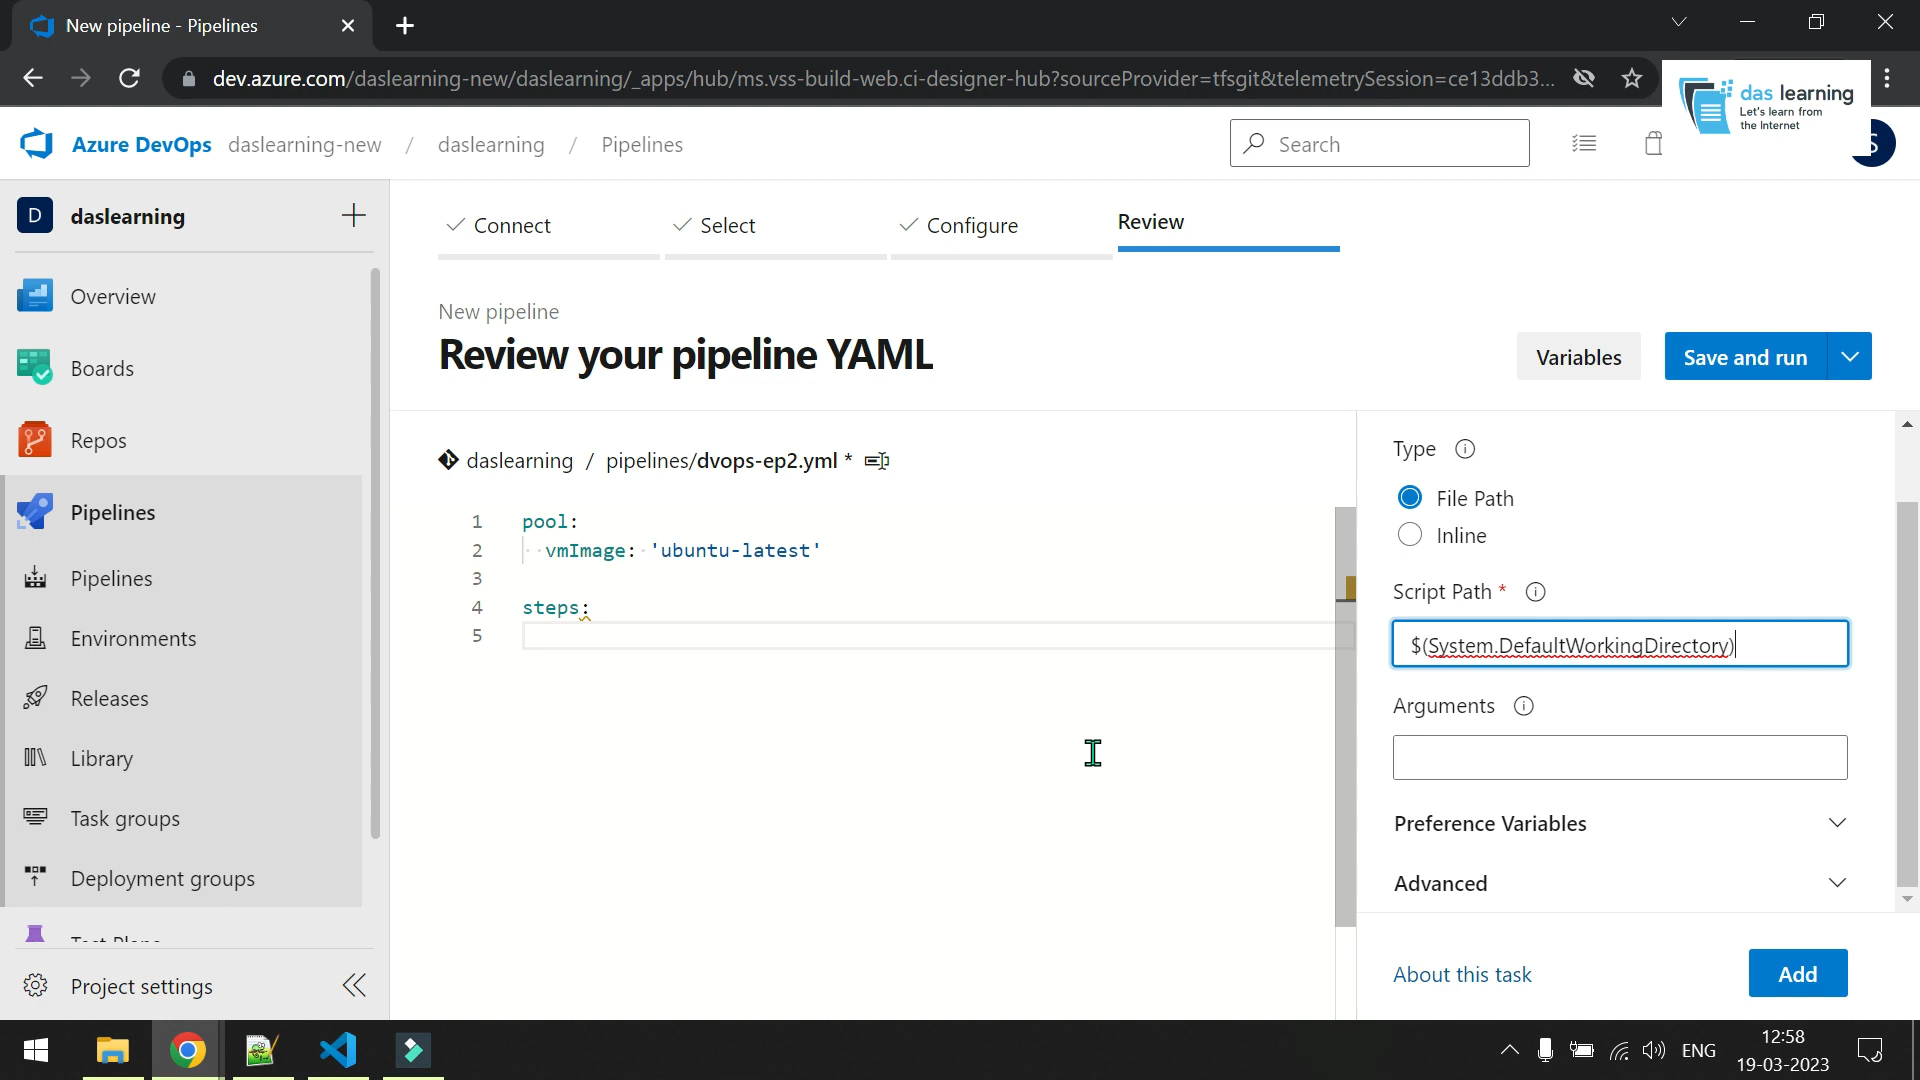 New pipeline - Pipelines
dev.azure.com/daslearning-new/daslearning/_apps/hub/ms.vss-build-web.ci-designer-hub?sourceProvider=tfsgit&telemetrySession=ce13ddb3...
das learning
Let's learn from
the Internet
Azure DevOps daslearning-new / daslearning / Pipelines
Search
S
D daslearning
Overview
Boards
Repos
Pipelines
Pipelines
Environments
Releases
Library
Task groups
Deployment groups
Test Plans
Project settings
Connect
Select
Configure
Review
New pipeline
Review your pipeline YAML
Variables
Save and run
daslearning / pipelines/dvops-ep2.yml *
1 pool:
2 vmImage: 'ubuntu-latest'
3
4 steps:
5
Type
File Path
Inline
Script Path *
$(System.DefaultWorkingDirectory)
Arguments
Preference Variables
Advanced
About this task
Add
ENG
12:58
19-03-2023